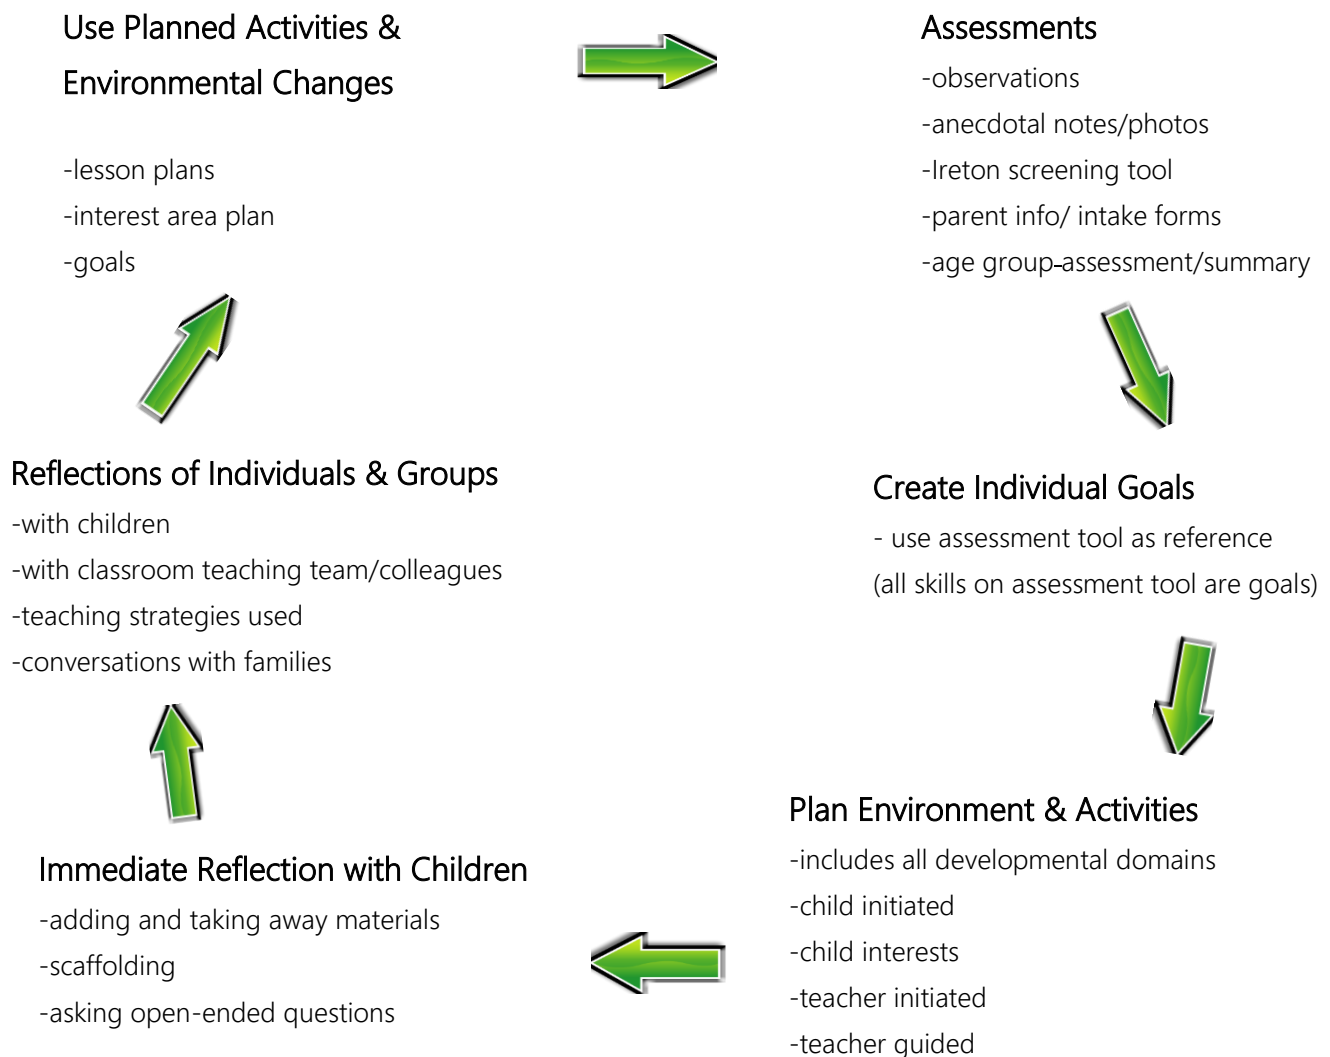 Use Planned Activities &
Environmental Changes
-lesson plans
-interest area plan
-goals
Assessments
-observations
-anecdotal notes/photos
-Ireton screening tool
-parent info/ intake forms
-age group-assessment/summary
Create Individual Goals
- use assessment tool as reference
(all skills on assessment tool are goals)
Plan Environment & Activities
-includes all developmental domains
-child initiated
-child interests
-teacher initiated
-teacher guided
Immediate Reflection with Children
-adding and taking away materials
-scaffolding
-asking open-ended questions
Reflections of Individuals & Groups
-with children
-with classroom teaching team/colleagues
-teaching strategies used
-conversations with families